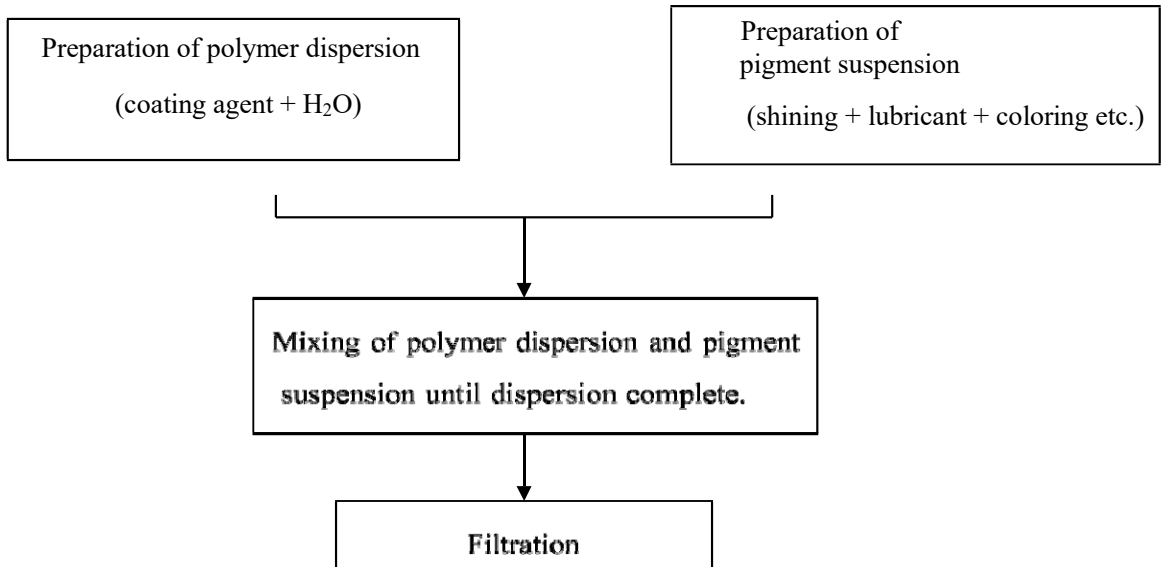 Preparation of polymer dispersion
(coating agent + H₂O)
Preparation of
pigment suspension
(shining + lubricant + coloring etc.)
Mixing of polymer dispersion and pigment
suspension until dispersion complete.
Filtration